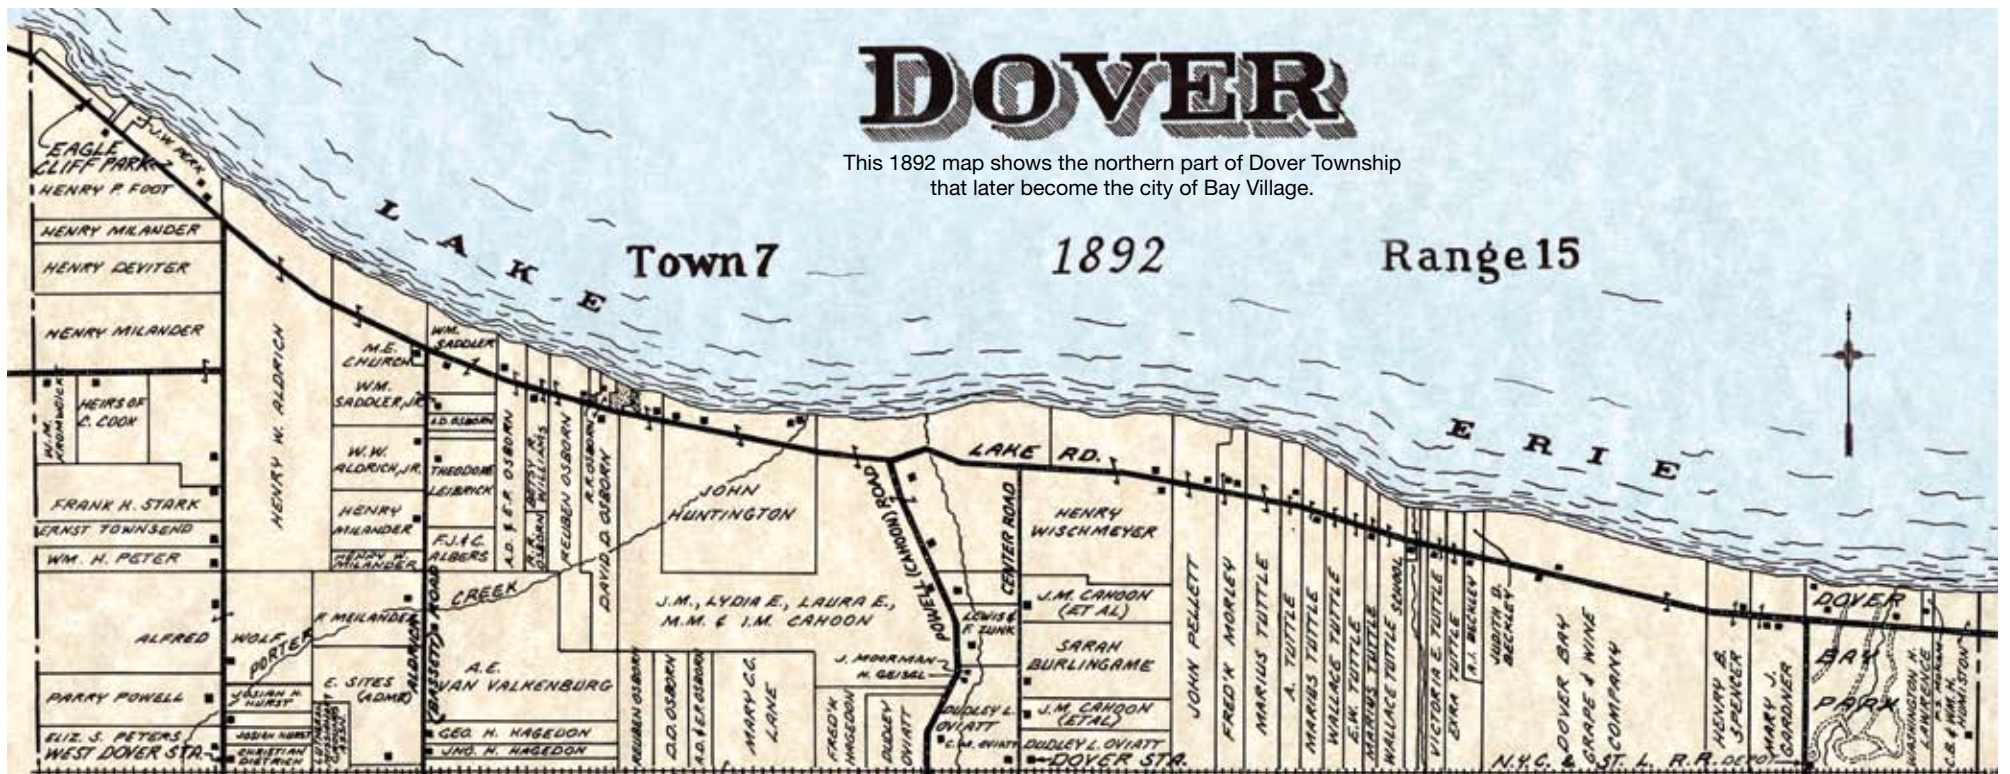 DOVER
This 1892 map shows the northern part of Dover Township
that later become the city of Bay Village.
Town 7
1892
Range 15
LAKE
ERIE
EAGLE
CLIFF PARK
J.W. PERK
HENRY P. FOOT
HENRY MILANDER
HENRY DEVITER
HENRY MILANDER
HEIRS OF
C. COOK
FRANK H. STARK
ERNST TOWNSEND
WM. H. PETER
ALFRED WOLF
PARRY POWELL
ELIZ. S. PETERS
WEST DOVER STA.
HENRY W. ALDRICH
M.E.
CHURCH
WM.
SADDLER, JR.
W.W.
ALDRICH, JR.
HENRY
MILANDER
HENRY W.
MILANDER
F. MEILANDER
PORTER
CREEK
E. SITES
(ADMR)
JOSIAH H.
HURST
JOSIAH HURST
CHRISTIAN
DIETRICH
WM.
SADDLER
A.D. OSBORN
THEODORE
LEIBRICK
F.J. & C.
ALBERS
ALDRICH
(BASSETT) ROAD
A.E.
VAN VALKENBURG
GEO. H. HAGEDON
JNO. H. HAGEDON
A.D. & E.P. OSBORN
BETSY R.
WILLIAMS
R.R.
OSBORN
REUBEN OSBORN
R.R. OSBORN
DAVID D. OSBORN
JOHN
HUNTINGTON
J.M., LYDIA E., LAURA E.,
M.M. & I.M. CAHOON
REUBEN OSBORN
D.D. OSBORN
A.D. & E.P. OSBORN
MARY C.C.
LANE
FRED'K
HAGEDON
DUDLEY
OVIATT
J. MOORMAN
H. GEISAL
POWELL (CAHOON) ROAD
LAKE RD.
CENTER ROAD
LEWIS &
F. ZUNK
DUDLEY L.
OVIATT
C.M. OVIATT
HENRY
WISCHMEYER
J.M. CAHOON
(ET AL)
SARAH
BURLINGAME
J.M. CAHOON
(ET AL)
DUDLEY L. OVIATT
DOVER STA.
JOHN PELLETT
FRED'K MORLEY
MARIUS TUTTLE
A. TUTTLE
MARIUS TUTTLE
WALLACE TUTTLE
E.W. TUTTLE
MARIUS TUTTLE
WALLACE TUTTLE
SCHOOL
VICTORIA E. TUTTLE
EZRA TUTTLE
A.J. BECKLEY
JUDITH D.
BECKLEY
DOVER BAY
GRAPE & WINE
COMPANY
HENRY B.
SPENCER
MARY J.
GARDNER
DOVER
BAY
PARK
WASHINGTON H.
LAWRENCE
C.B. & WM. H.
HUMISTON
N.Y.C. & ST. L. R.R. DEPOT